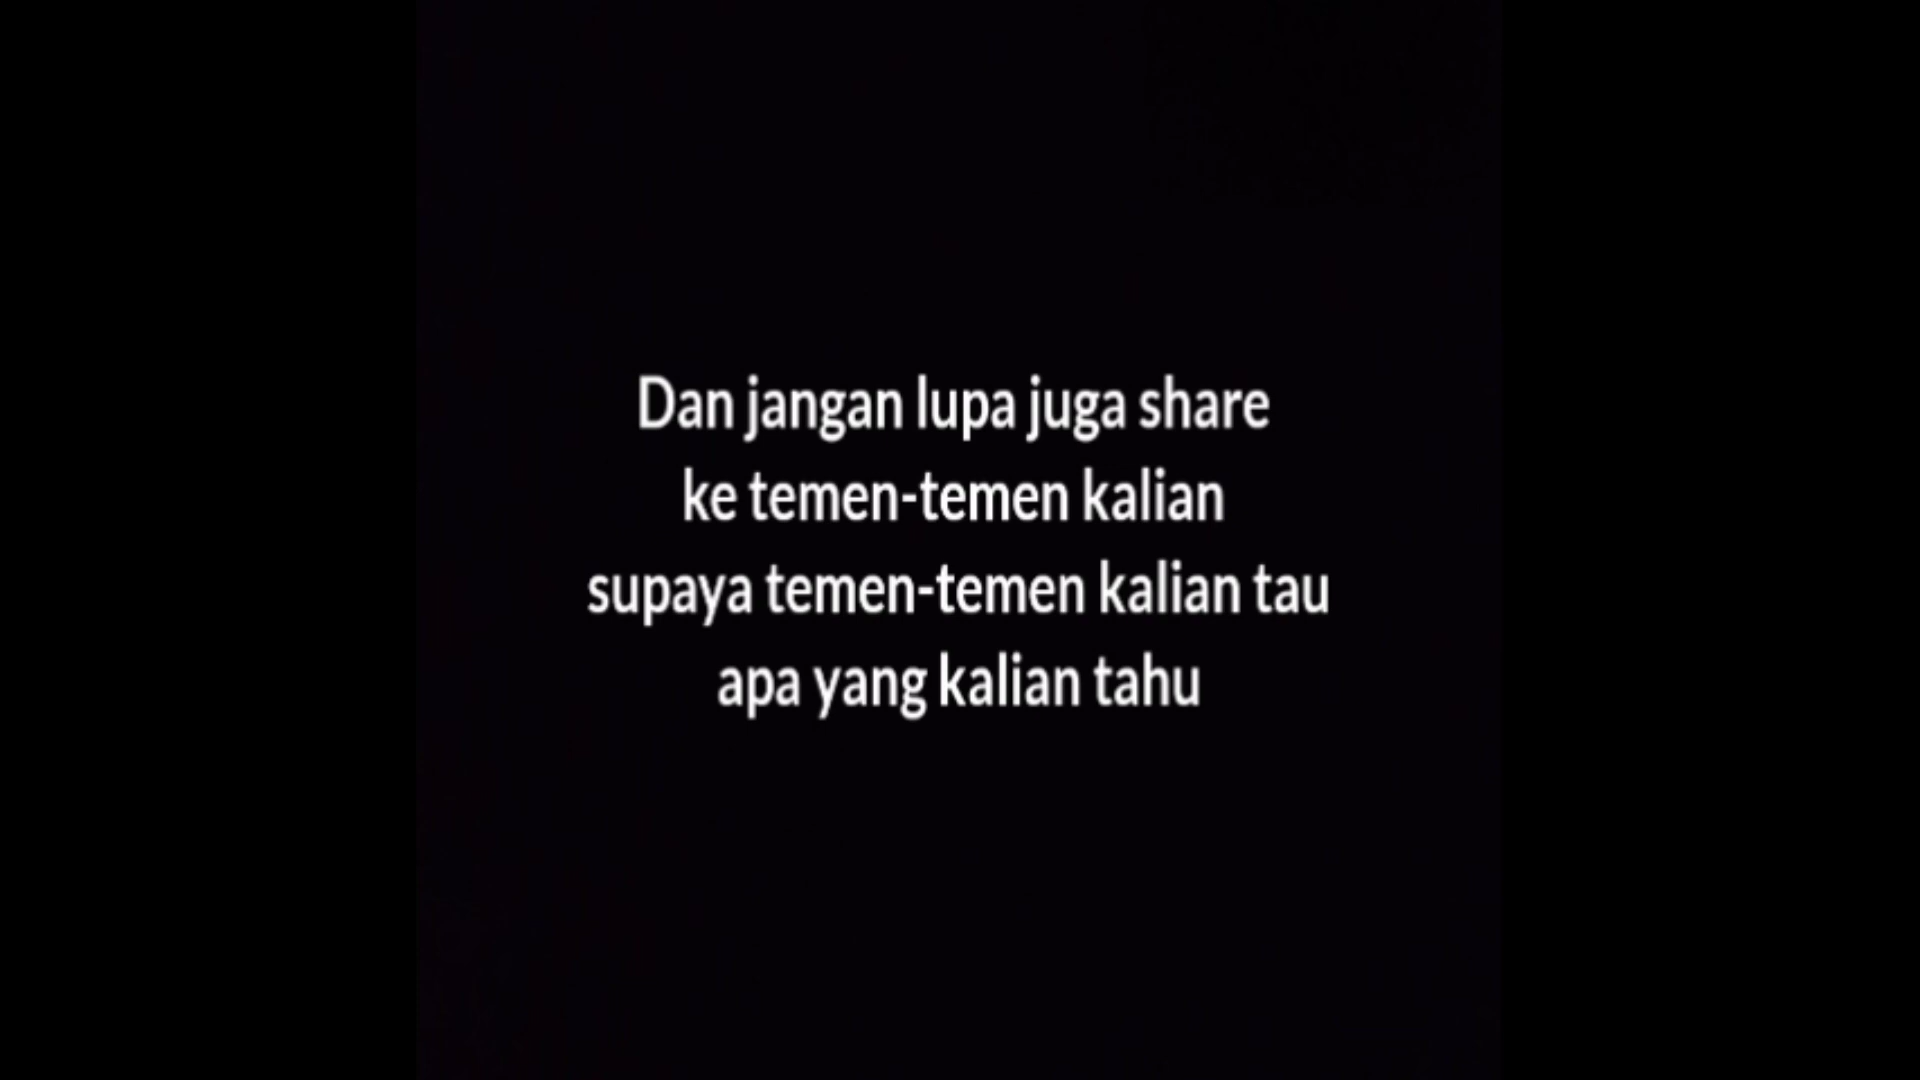 Dan jangan lupa juga share
ke temen-temen kalian
supaya temen-temen kalian tau
apa yang kalian tahu